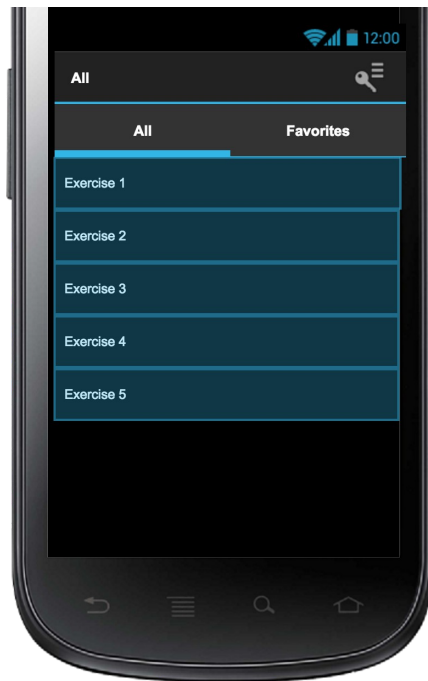 12:00
All
All Favorites
Exercise 1
Exercise 2
Exercise 3
Exercise 4
Exercise 5